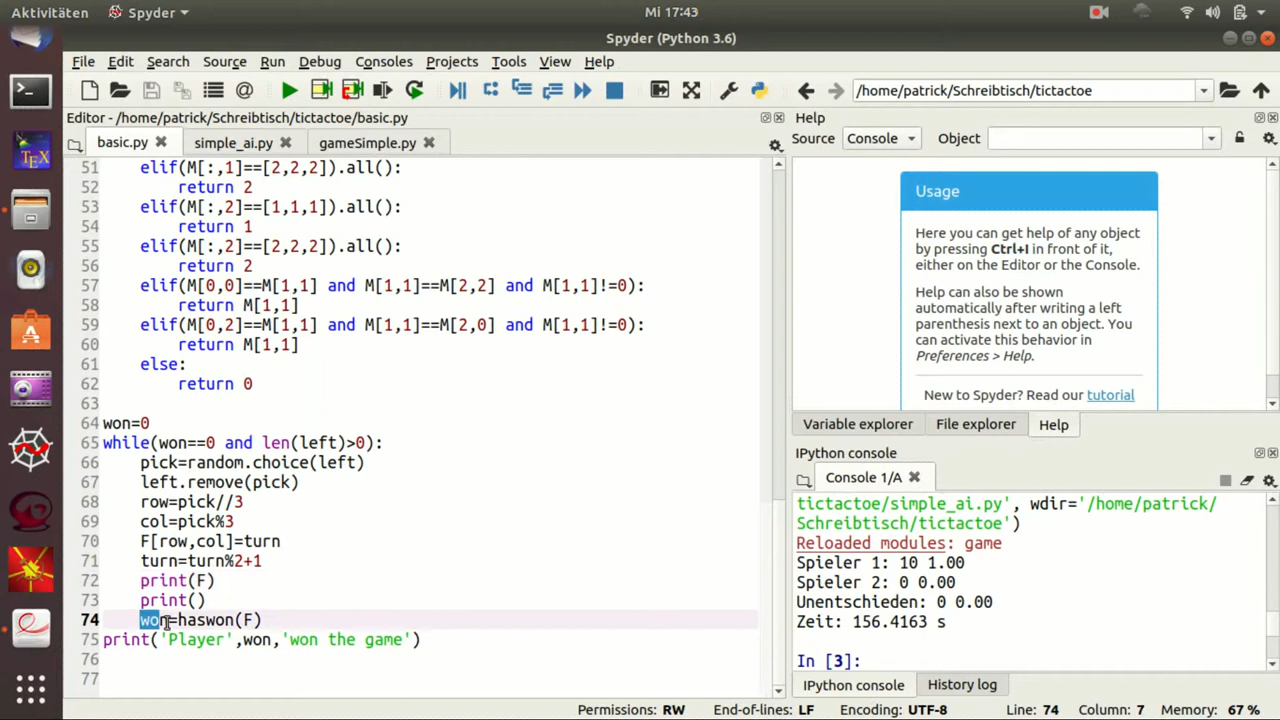 Aktivitäten Spyder Mi 17:43
Spyder (Python 3.6)
File Edit Search Source Run Debug Consoles Projects Tools View Help
/home/patrick/Schreibtisch/tictactoe
Editor - /home/patrick/Schreibtisch/tictactoe/basic.py
basic.py simple_ai.py gameSimple.py
51 elif(M[:,1]==[2,2,2]).all():
52 return 2
53 elif(M[:,2]==[1,1,1]).all():
54 return 1
55 elif(M[:,2]==[2,2,2]).all():
56 return 2
57 elif(M[0,0]==M[1,1] and M[1,1]==M[2,2] and M[1,1]!=0):
58 return M[1,1]
59 elif(M[0,2]==M[1,1] and M[1,1]==M[2,0] and M[1,1]!=0):
60 return M[1,1]
61 else:
62 return 0
63
64 won=0
65 while(won==0 and len(left)>0):
66 pick=random.choice(left)
67 left.remove(pick)
68 row=pick//3
69 col=pick%3
70 F[row,col]=turn
71 turn=turn%2+1
72 print(F)
73 print()
74 won=haswon(F)
75 print('Player',won,'won the game')
76
77
Help
Source Console Object
Usage
Here you can get help of any object
by pressing Ctrl+I in front of it,
either on the Editor or the Console.
Help can also be shown
automatically after writing a left
parenthesis next to an object. You
can activate this behavior in
Preferences > Help.
New to Spyder? Read our tutorial
Variable explorer File explorer Help
IPython console
Console 1/A
tictactoe/simple_ai.py', wdir='/home/patrick/
Schreibtisch/tictactoe')
Reloaded modules: game
Spieler 1: 10 1.00
Spieler 2: 0 0.00
Unentschieden: 0 0.00
Zeit: 156.4163 s
In [3]:
IPython console History log
Permissions: RW End-of-lines: LF Encoding: UTF-8 Line: 74 Column: 7 Memory: 67 %